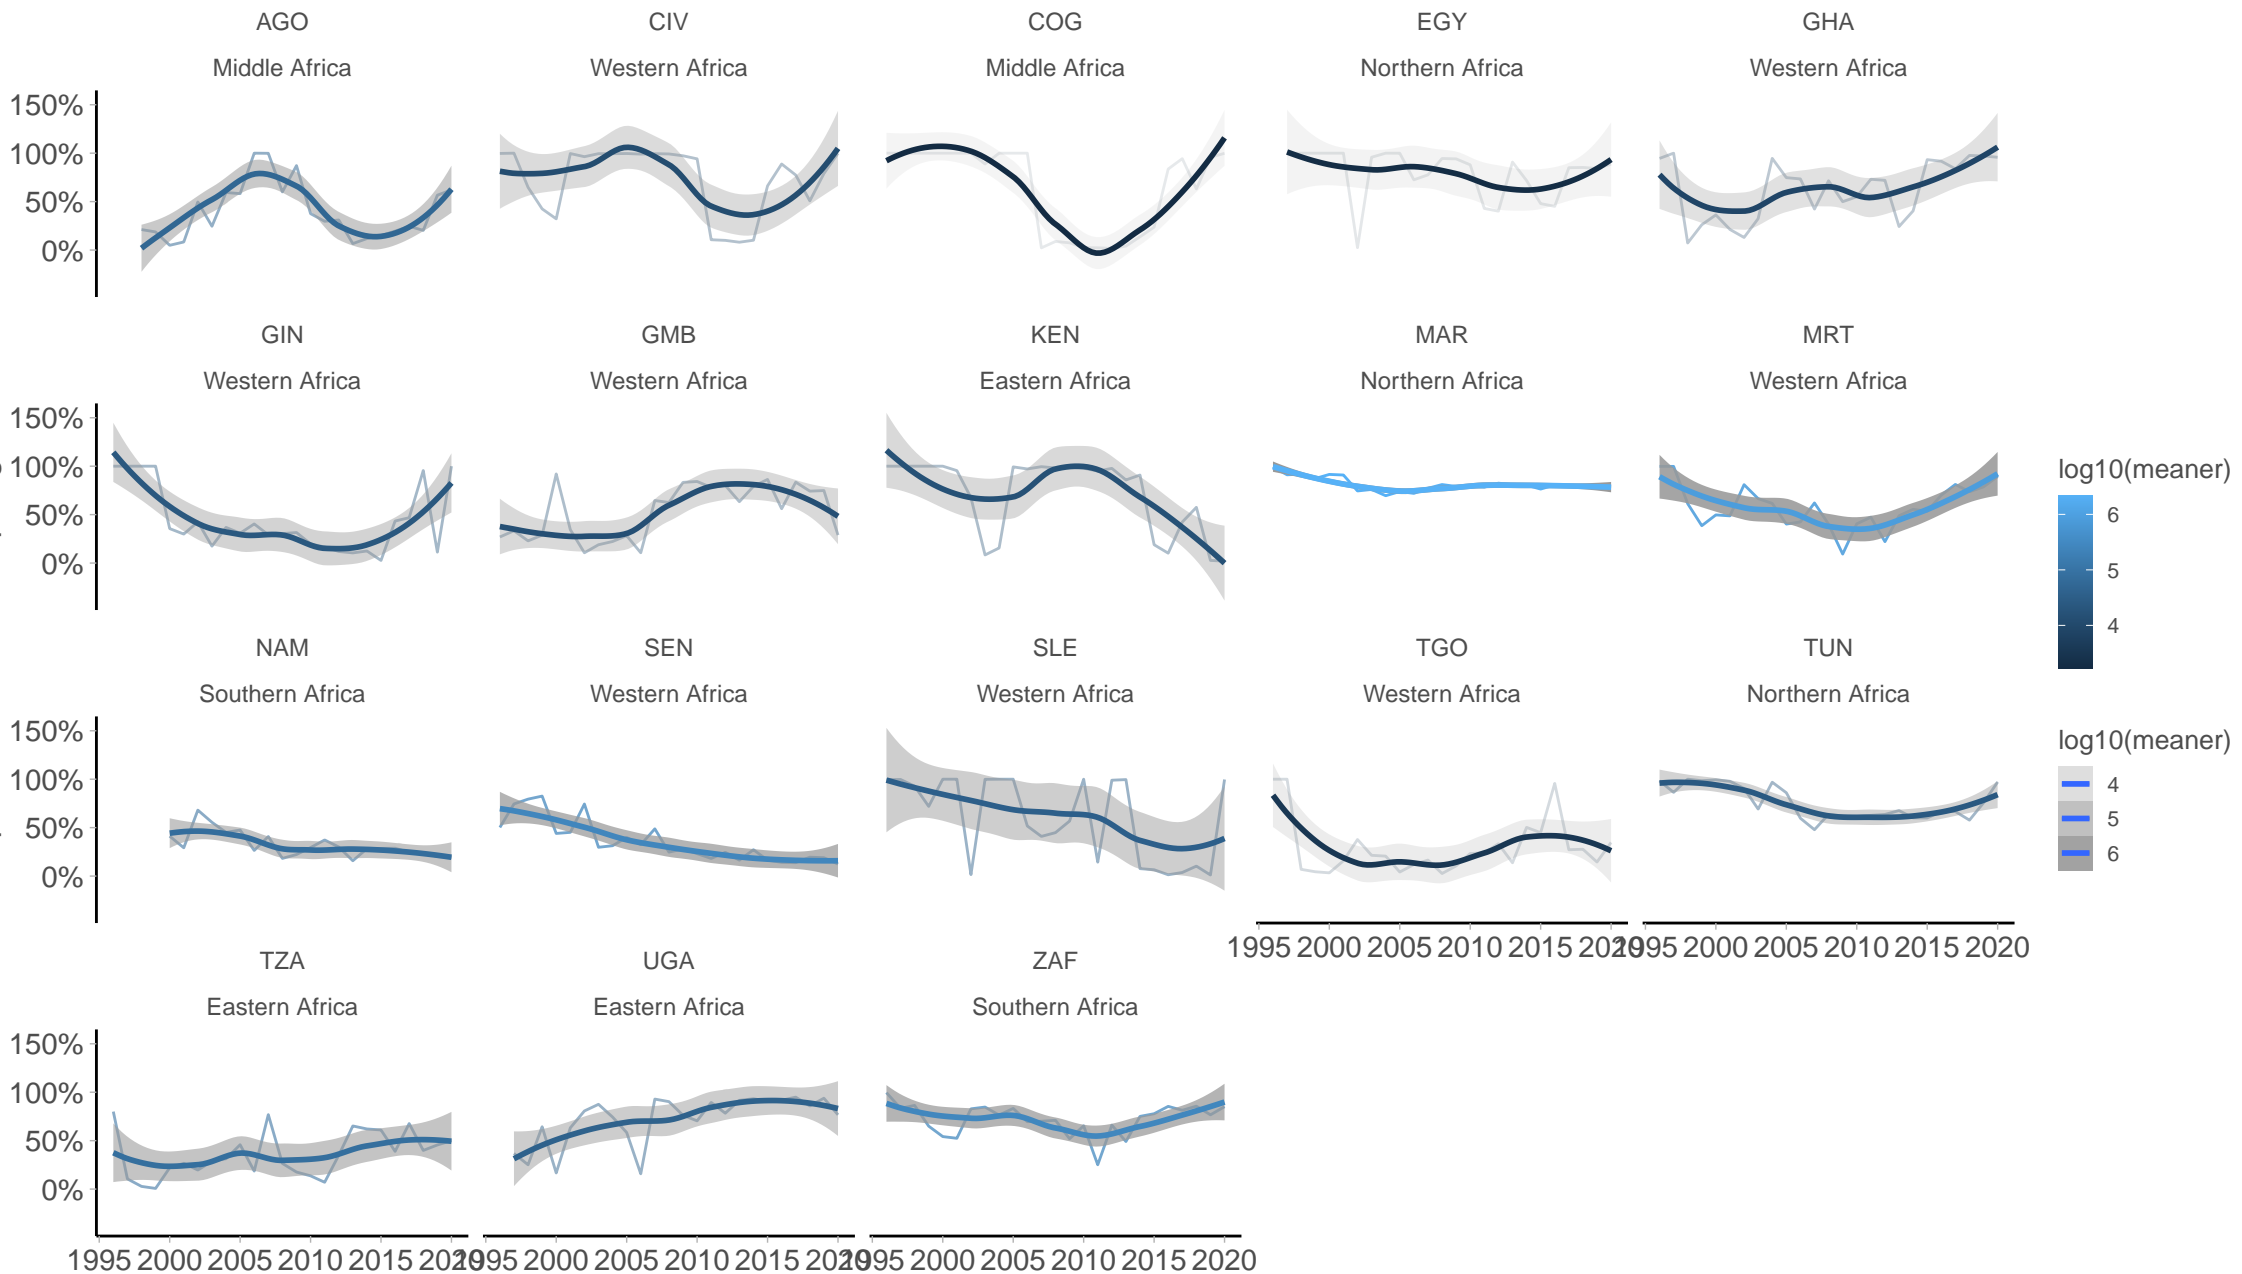 AGO CIV COG EGY GHA
Middle Africa Western Africa Middle Africa Northern Africa Western Africa
150%
100%
50%
0%
GIN GMB KEN MAR MRT
Western Africa Western Africa Eastern Africa Northern Africa Western Africa
150%
100%
50%
0%
log10(meaner)
6
5
4
NAM SEN SLE TGO TUN
Southern Africa Western Africa Western Africa Western Africa Northern Africa
150%
100%
50%
0%
log10(meaner)
4
5
6
1995 2000 2005 2010 2015 2020 1995 2000 2005 2010 2015 2020
TZA UGA ZAF
Eastern Africa Eastern Africa Southern Africa
150%
100%
50%
0%
1995 2000 2005 2010 2015 2020 1995 2000 2005 2010 2015 2020 1995 2000 2005 2010 2015 2020